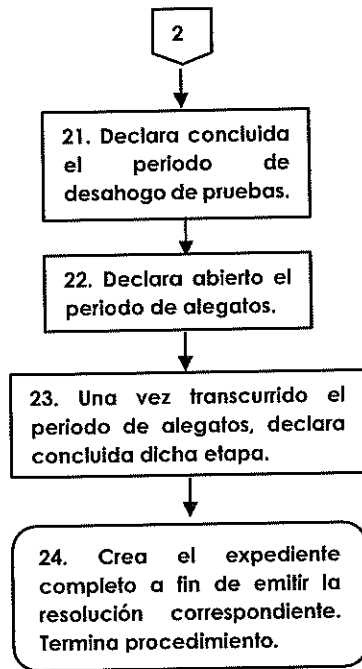 2
21. Declara concluida
el periodo de
desahogo de pruebas.
22. Declara abierto el
periodo de alegatos.
23. Una vez transcurrido el
periodo de alegatos, declara
concluida dicha etapa.
24. Crea el expediente
completo a fin de emitir la
resolución correspondiente.
Termina procedimiento.